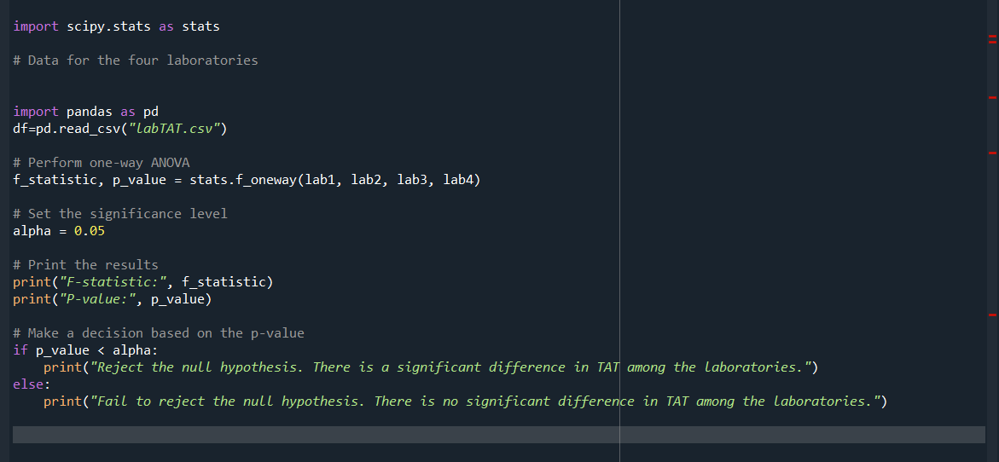 import scipy.stats as stats
# Data for the four laboratories
import pandas as pd
df=pd.read_csv("labTAT.csv")
# Perform one-way ANOVA
f_statistic, p_value = stats.f_oneway(lab1, lab2, lab3, lab4)
# Set the significance level
alpha = 0.05
# Print the results
print("F-statistic:", f_statistic)
print("P-value:", p_value)
# Make a decision based on the p-value
if p_value < alpha:
    print("Reject the null hypothesis. There is a significant difference in TAT among the laboratories.")
else:
    print("Fail to reject the null hypothesis. There is no significant difference in TAT among the laboratories.")